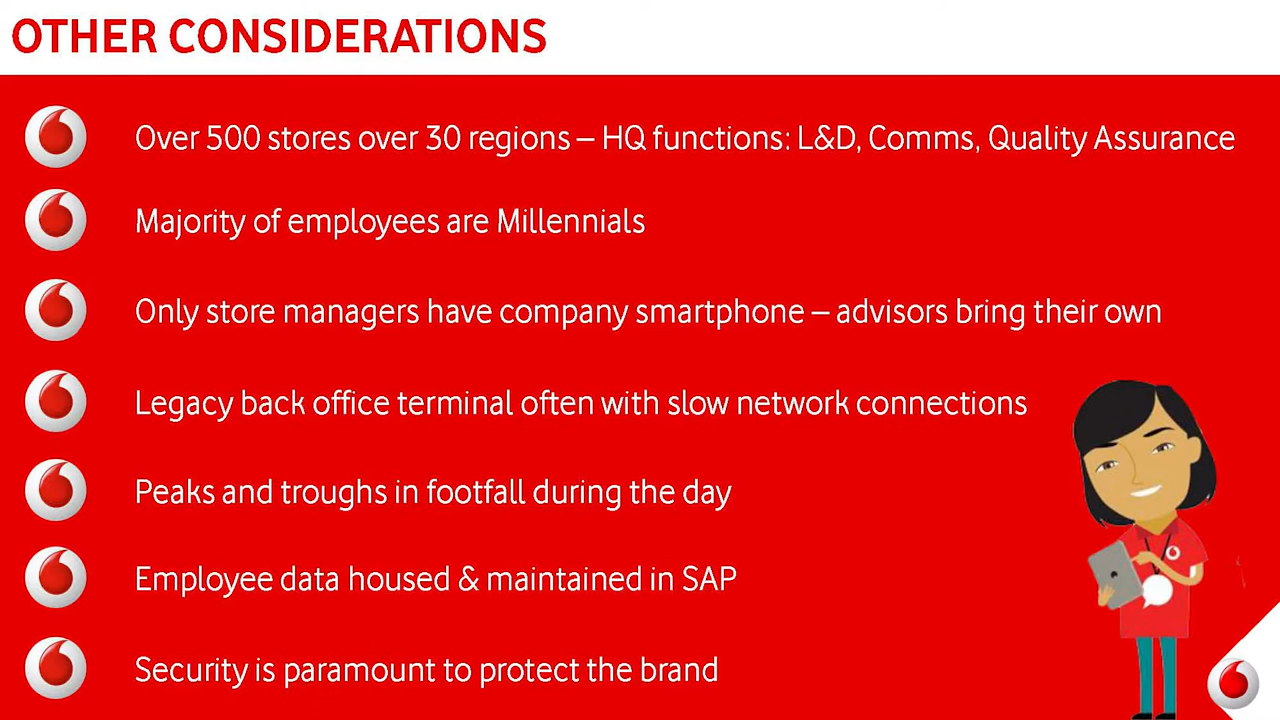 OTHER CONSIDERATIONS
Over 500 stores over 30 regions – HQ functions: L&D, Comms, Quality Assurance
Majority of employees are Millennials
Only store managers have company smartphone – advisors bring their own
Legacy back office terminal often with slow network connections
Peaks and troughs in footfall during the day
Employee data housed & maintained in SAP
Security is paramount to protect the brand